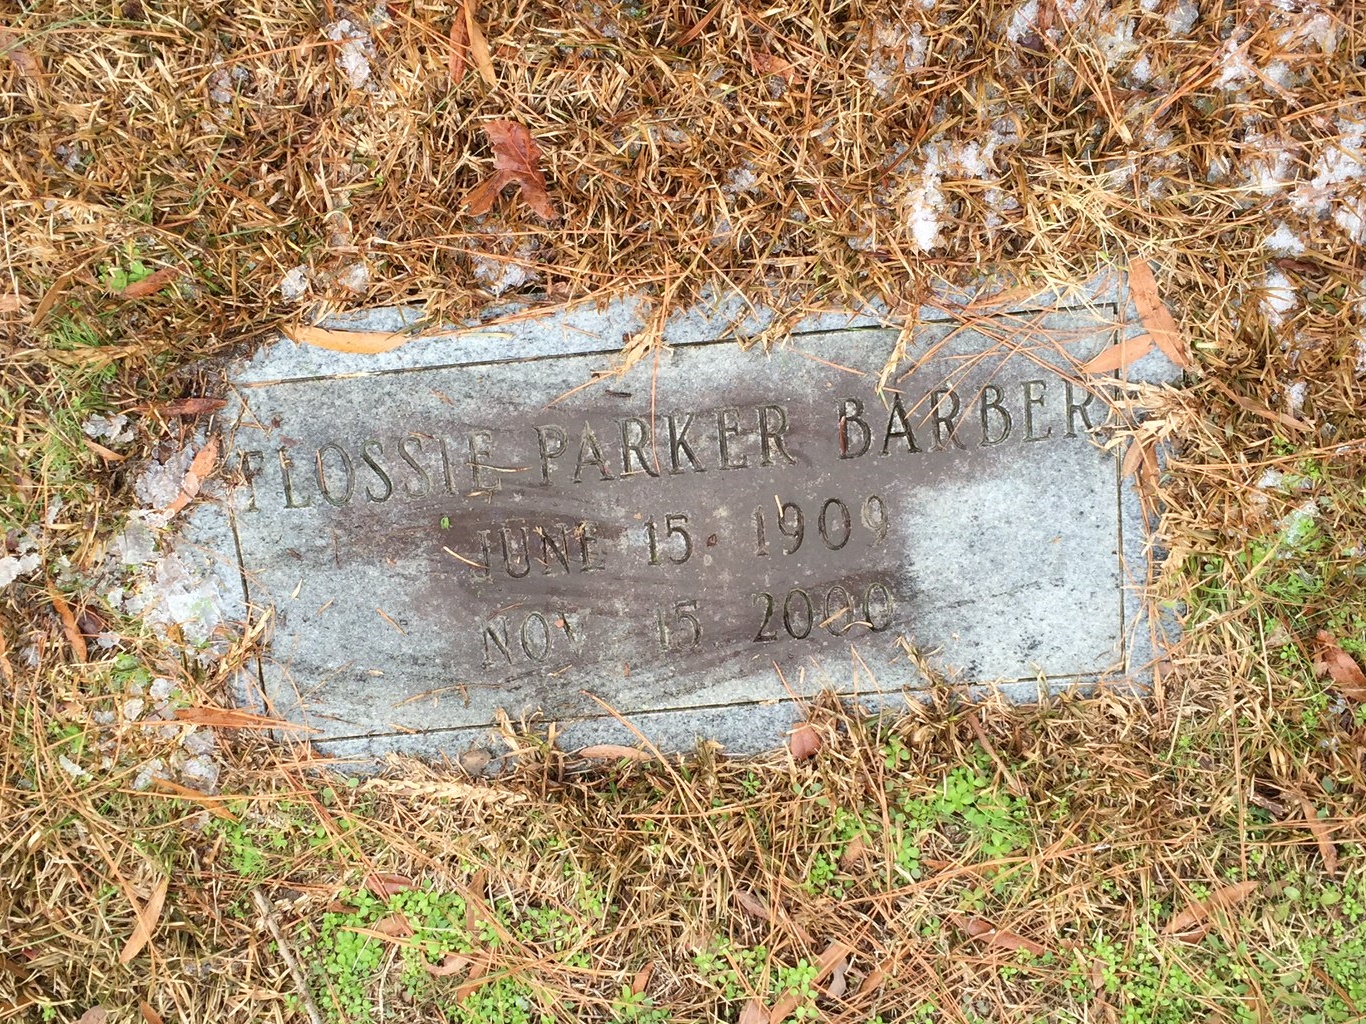 FLOSSIE PARKER BARBER
JUNE 15 1909
NOV 15 2000